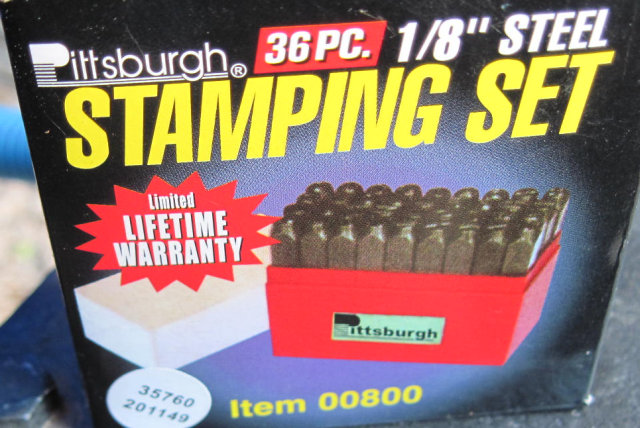 Pittsburgh® 36 PC. 1/8" STEEL
STAMPING SET
Limited
LIFETIME
WARRANTY
Pittsburgh
35760
201149
Item 00800